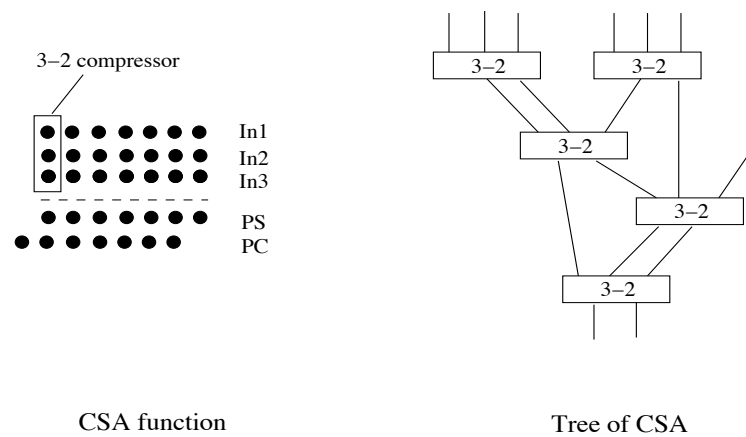 3–2 compressor
In1
In2
In3
PS
PC
CSA function
3–2
3–2
3–2
3–2
3–2
Tree of CSA